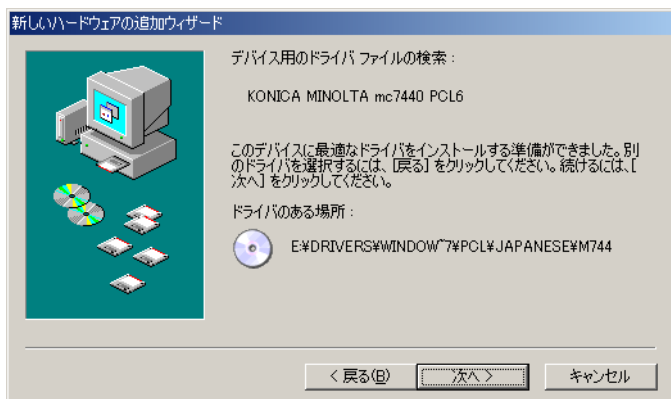 新しいハードウェアの追加ウィザード
デバイス用のドライバ ファイルの検索 :
KONICA MINOLTA mc7440 PCL6
このデバイスに最適なドライバをインストールする準備ができました。別
のドライバを選択するには、[戻る] をクリックしてください。続けるには、[
次へ] をクリックしてください。
ドライバのある場所 :
E:¥DRIVERS¥WINDOW~7¥PCL¥JAPANESE¥M744
< 戻る(B)
次へ >
キャンセル